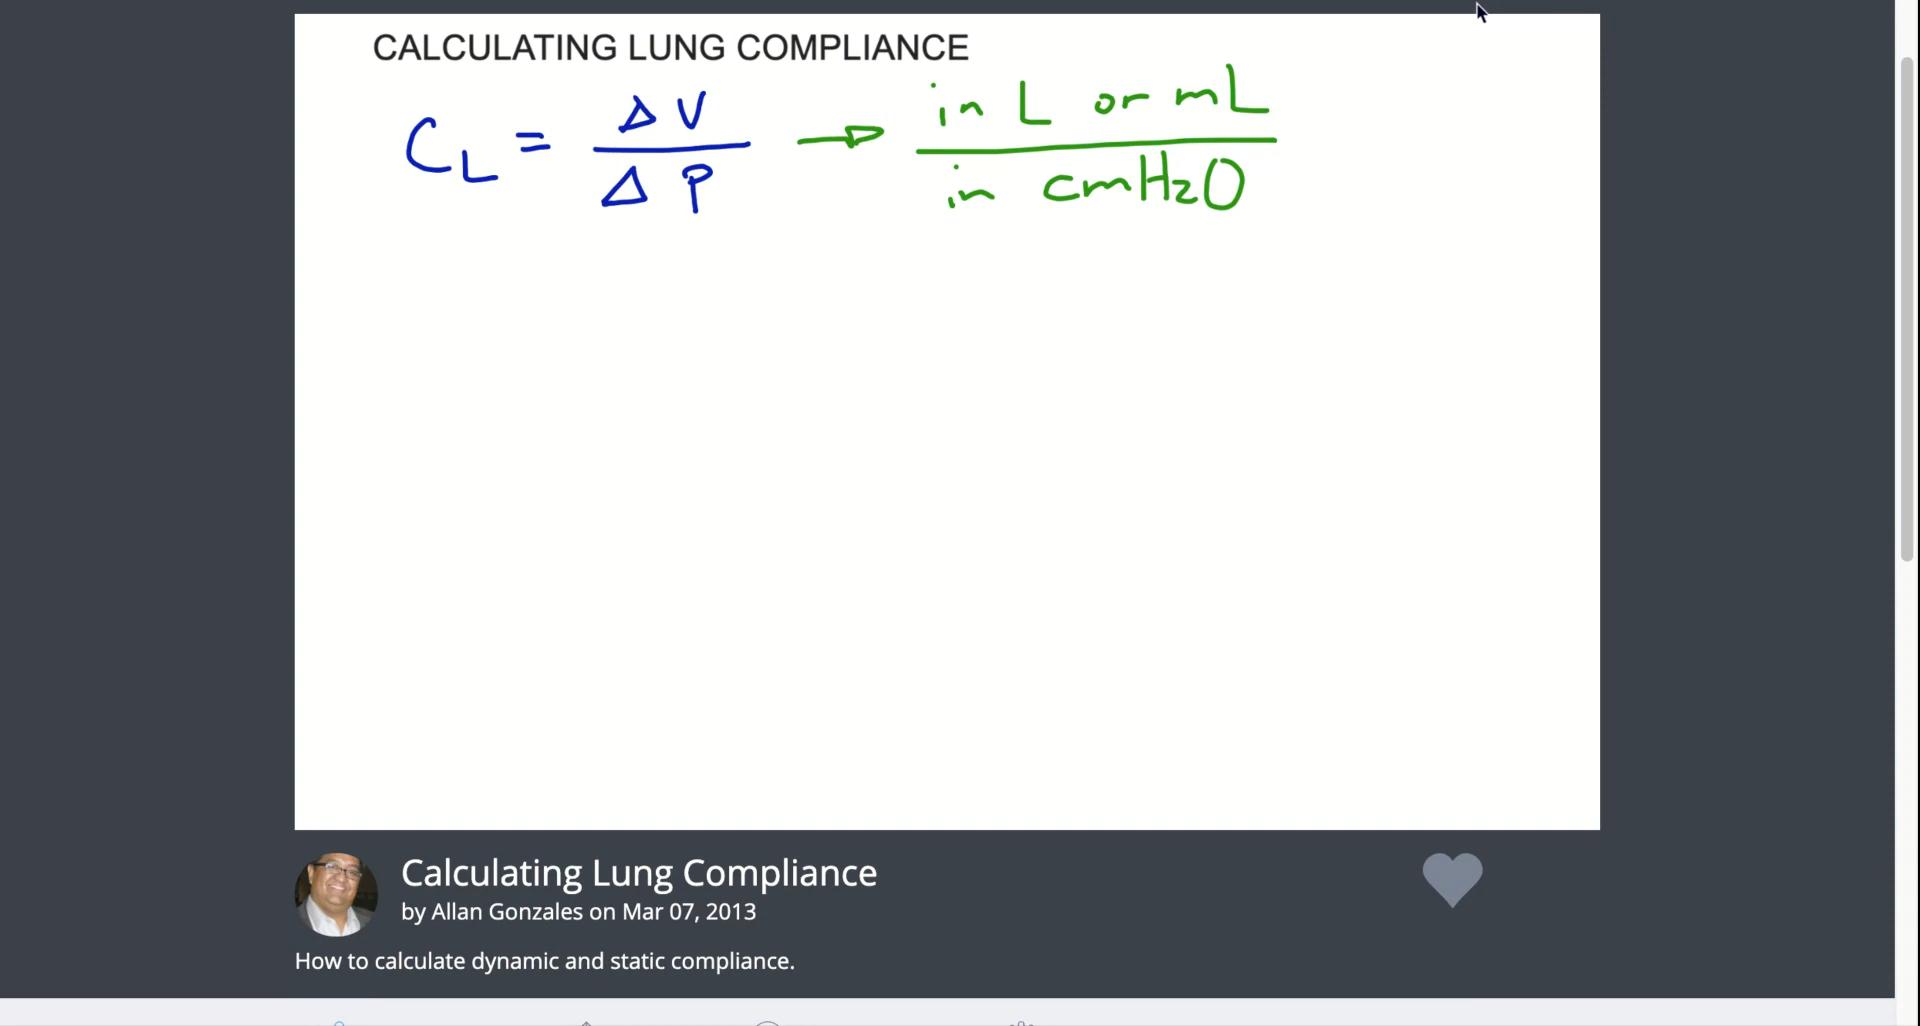 CALCULATING LUNG COMPLIANCE
C_L = ΔV / ΔP → in L or mL / in cmH2O
Calculating Lung Compliance
by Allan Gonzales on Mar 07, 2013
How to calculate dynamic and static compliance.